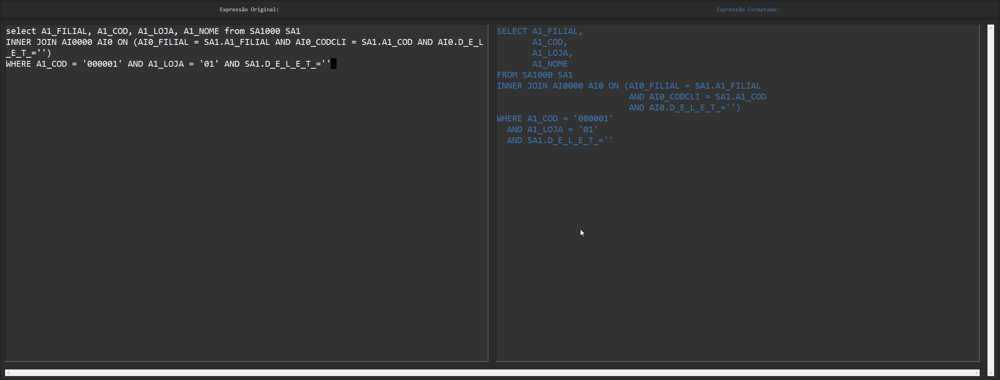 Expressão Original:
select A1_FILIAL, A1_COD, A1_LOJA, A1_NOME from SA1000 SA1
INNER JOIN AI0000 AI0 ON (AI0_FILIAL = SA1.A1_FILIAL AND AI0_CODCLI = SA1.A1_COD AND AI0.D_E_L
_E_T_='')
WHERE A1_COD = '000001' AND A1_LOJA = '01' AND SA1.D_E_L_E_T_=''
Expressão Formatada:
SELECT A1_FILIAL,
       A1_COD,
       A1_LOJA,
       A1_NOME
FROM SA1000 SA1
INNER JOIN AI0000 AI0 ON (AI0_FILIAL = SA1.A1_FILIAL
                          AND AI0_CODCLI = SA1.A1_COD
                          AND AI0.D_E_L_E_T_='')
WHERE A1_COD = '000001'
  AND A1_LOJA = '01'
  AND SA1.D_E_L_E_T_=''